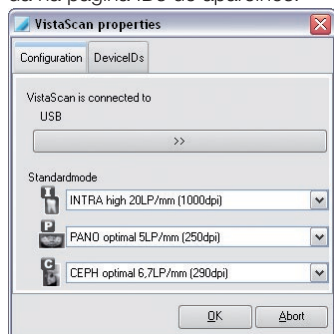 da na página IDs do aparelhos.
VistaScan properties
Configuration DeviceIDs
VistaScan is connected to
USB
>>
Standardmode
I
INTRA high 20LP/mm (1000dpi)
P
PANO optimal 5LP/mm (250dpi)
C
CEPH optimal 6,7LP/mm (290dpi)
OK Abort